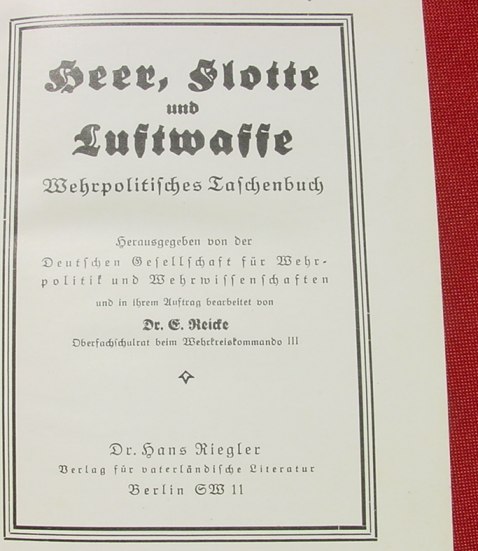 Heer, Flotte
und
Luftwaffe
Wehrpolitisches Taschenbuch
Herausgegeben von der
Deutschen Gesellschaft für Wehr-
politik und Wehrwissenschaften
und in ihrem Auftrag bearbeitet von
Dr. E. Reicke
Oberfachschulrat beim Wehrkreiskommando III
Dr. Hans Riegler
Verlag für vaterländische Literatur
Berlin SW 11